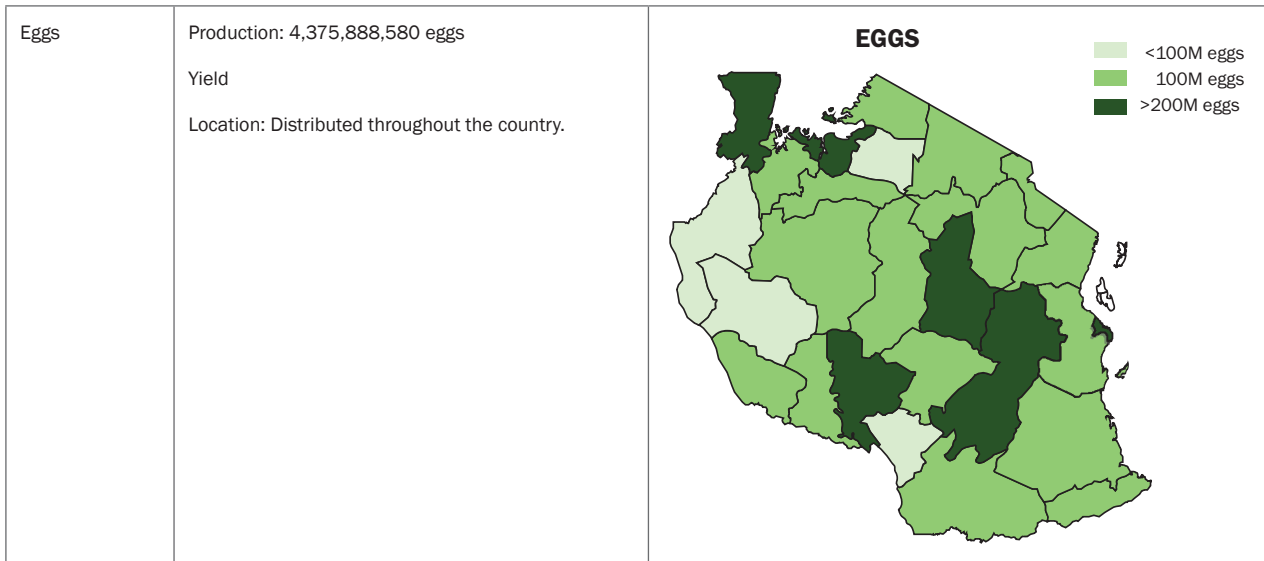 Eggs
Production: 4,375,888,580 eggs
Yield
Location: Distributed throughout the country.
EGGS
<100M eggs
100M eggs
>200M eggs